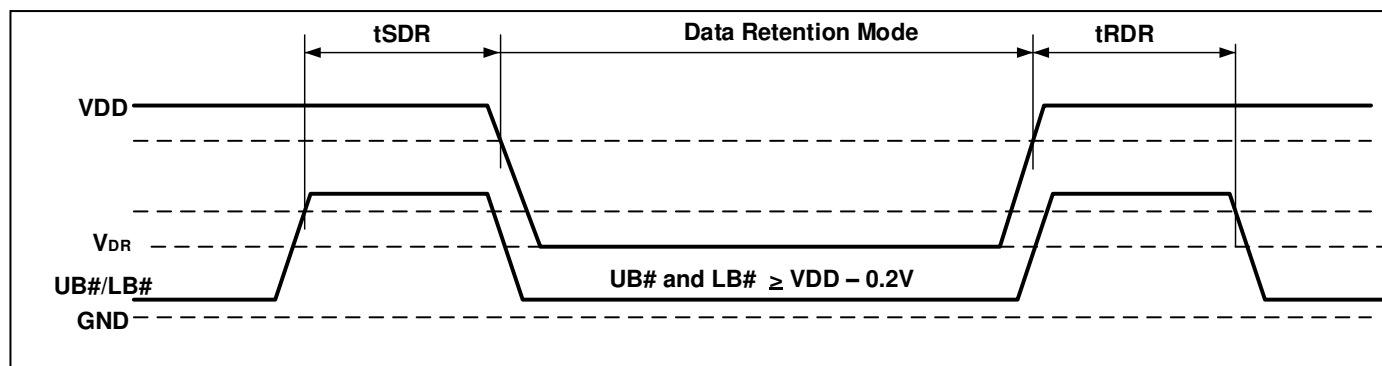 tSDR Data Retention Mode tRDR
VDD
VDR
UB# and LB# ≥ VDD – 0.2V
UB#/LB#
GND